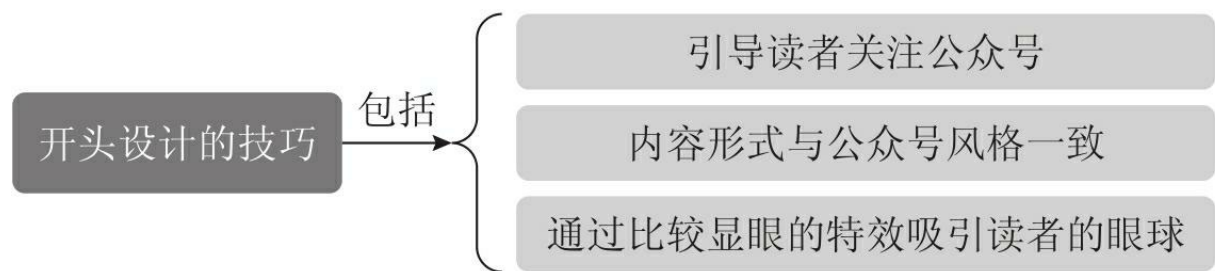 开头设计的技巧
包括
引导读者关注公众号
内容形式与公众号风格一致
通过比较显眼的特效吸引读者的眼球